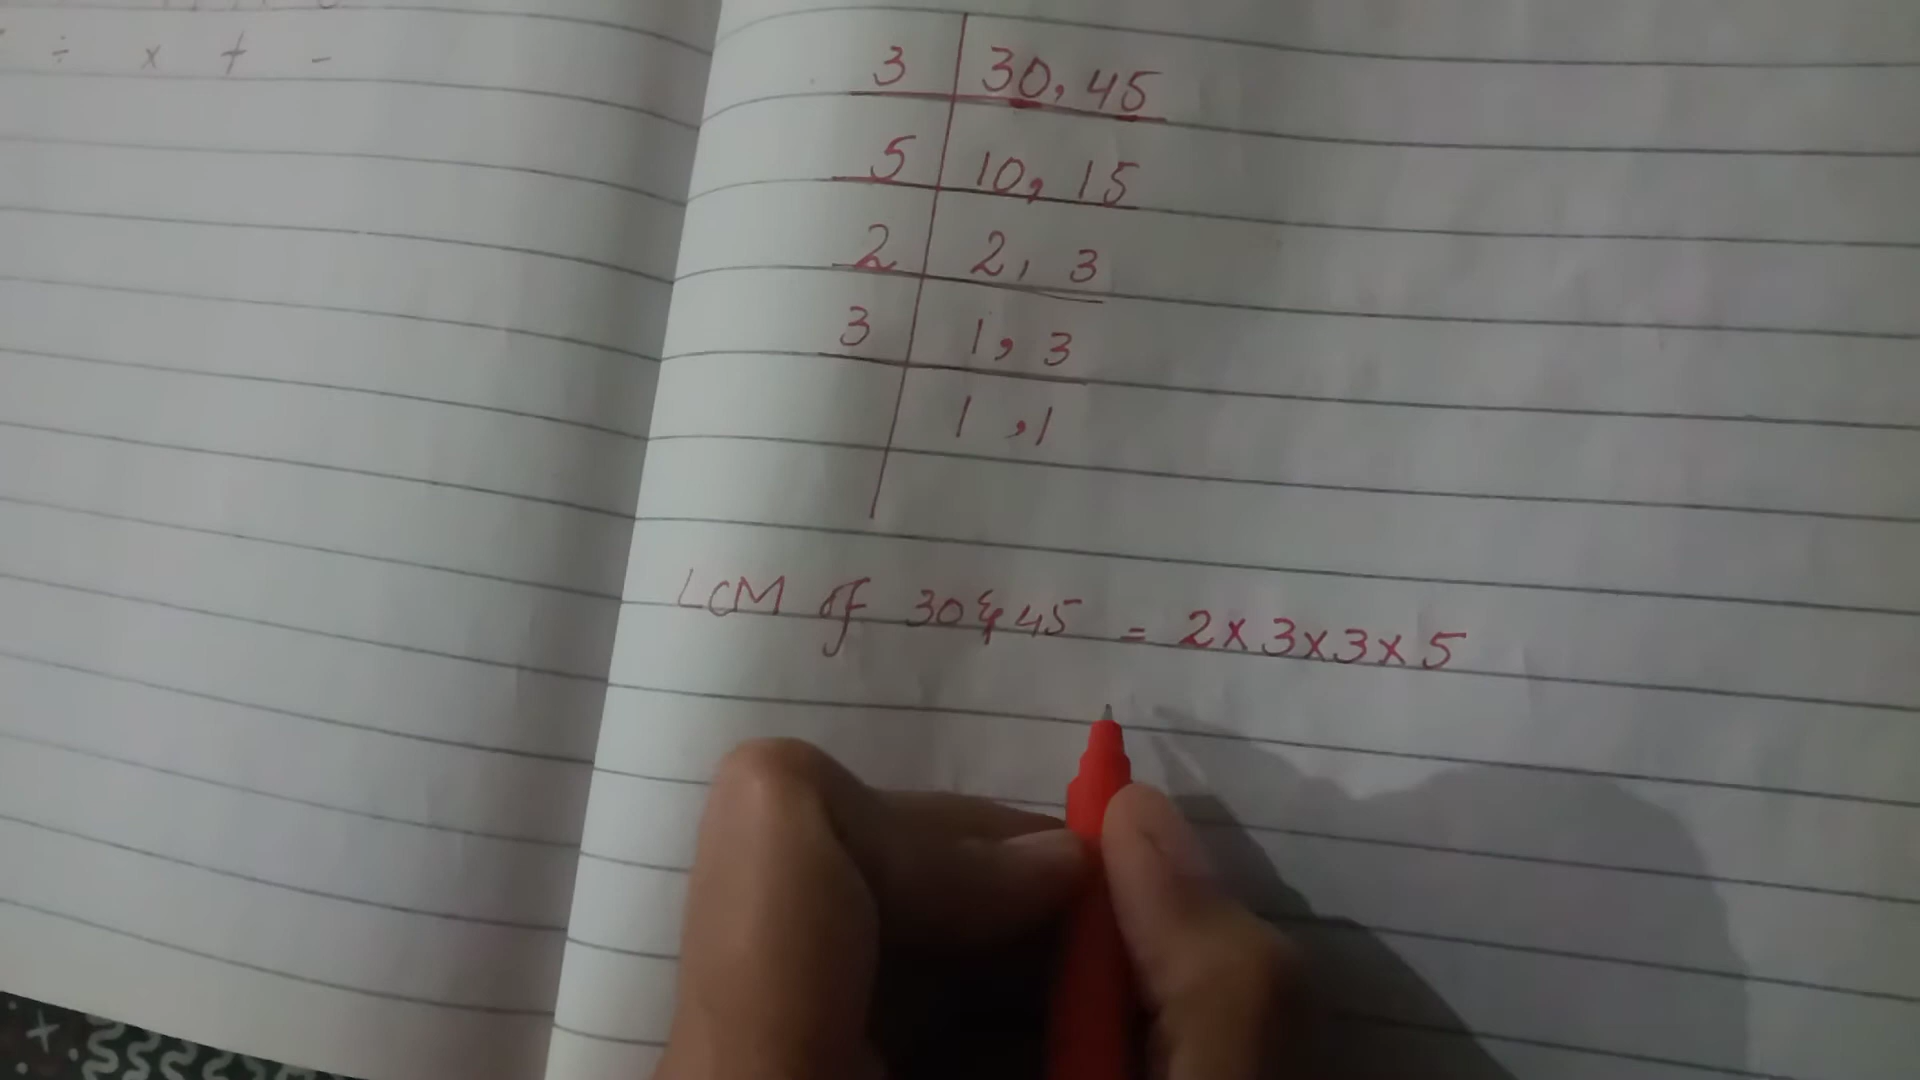 ÷ × + -
3 | 30, 45
5 | 10, 15
2 | 2, 3
3 | 1, 3
1, 1
LCM of 30 & 45 = 2×3×3×5